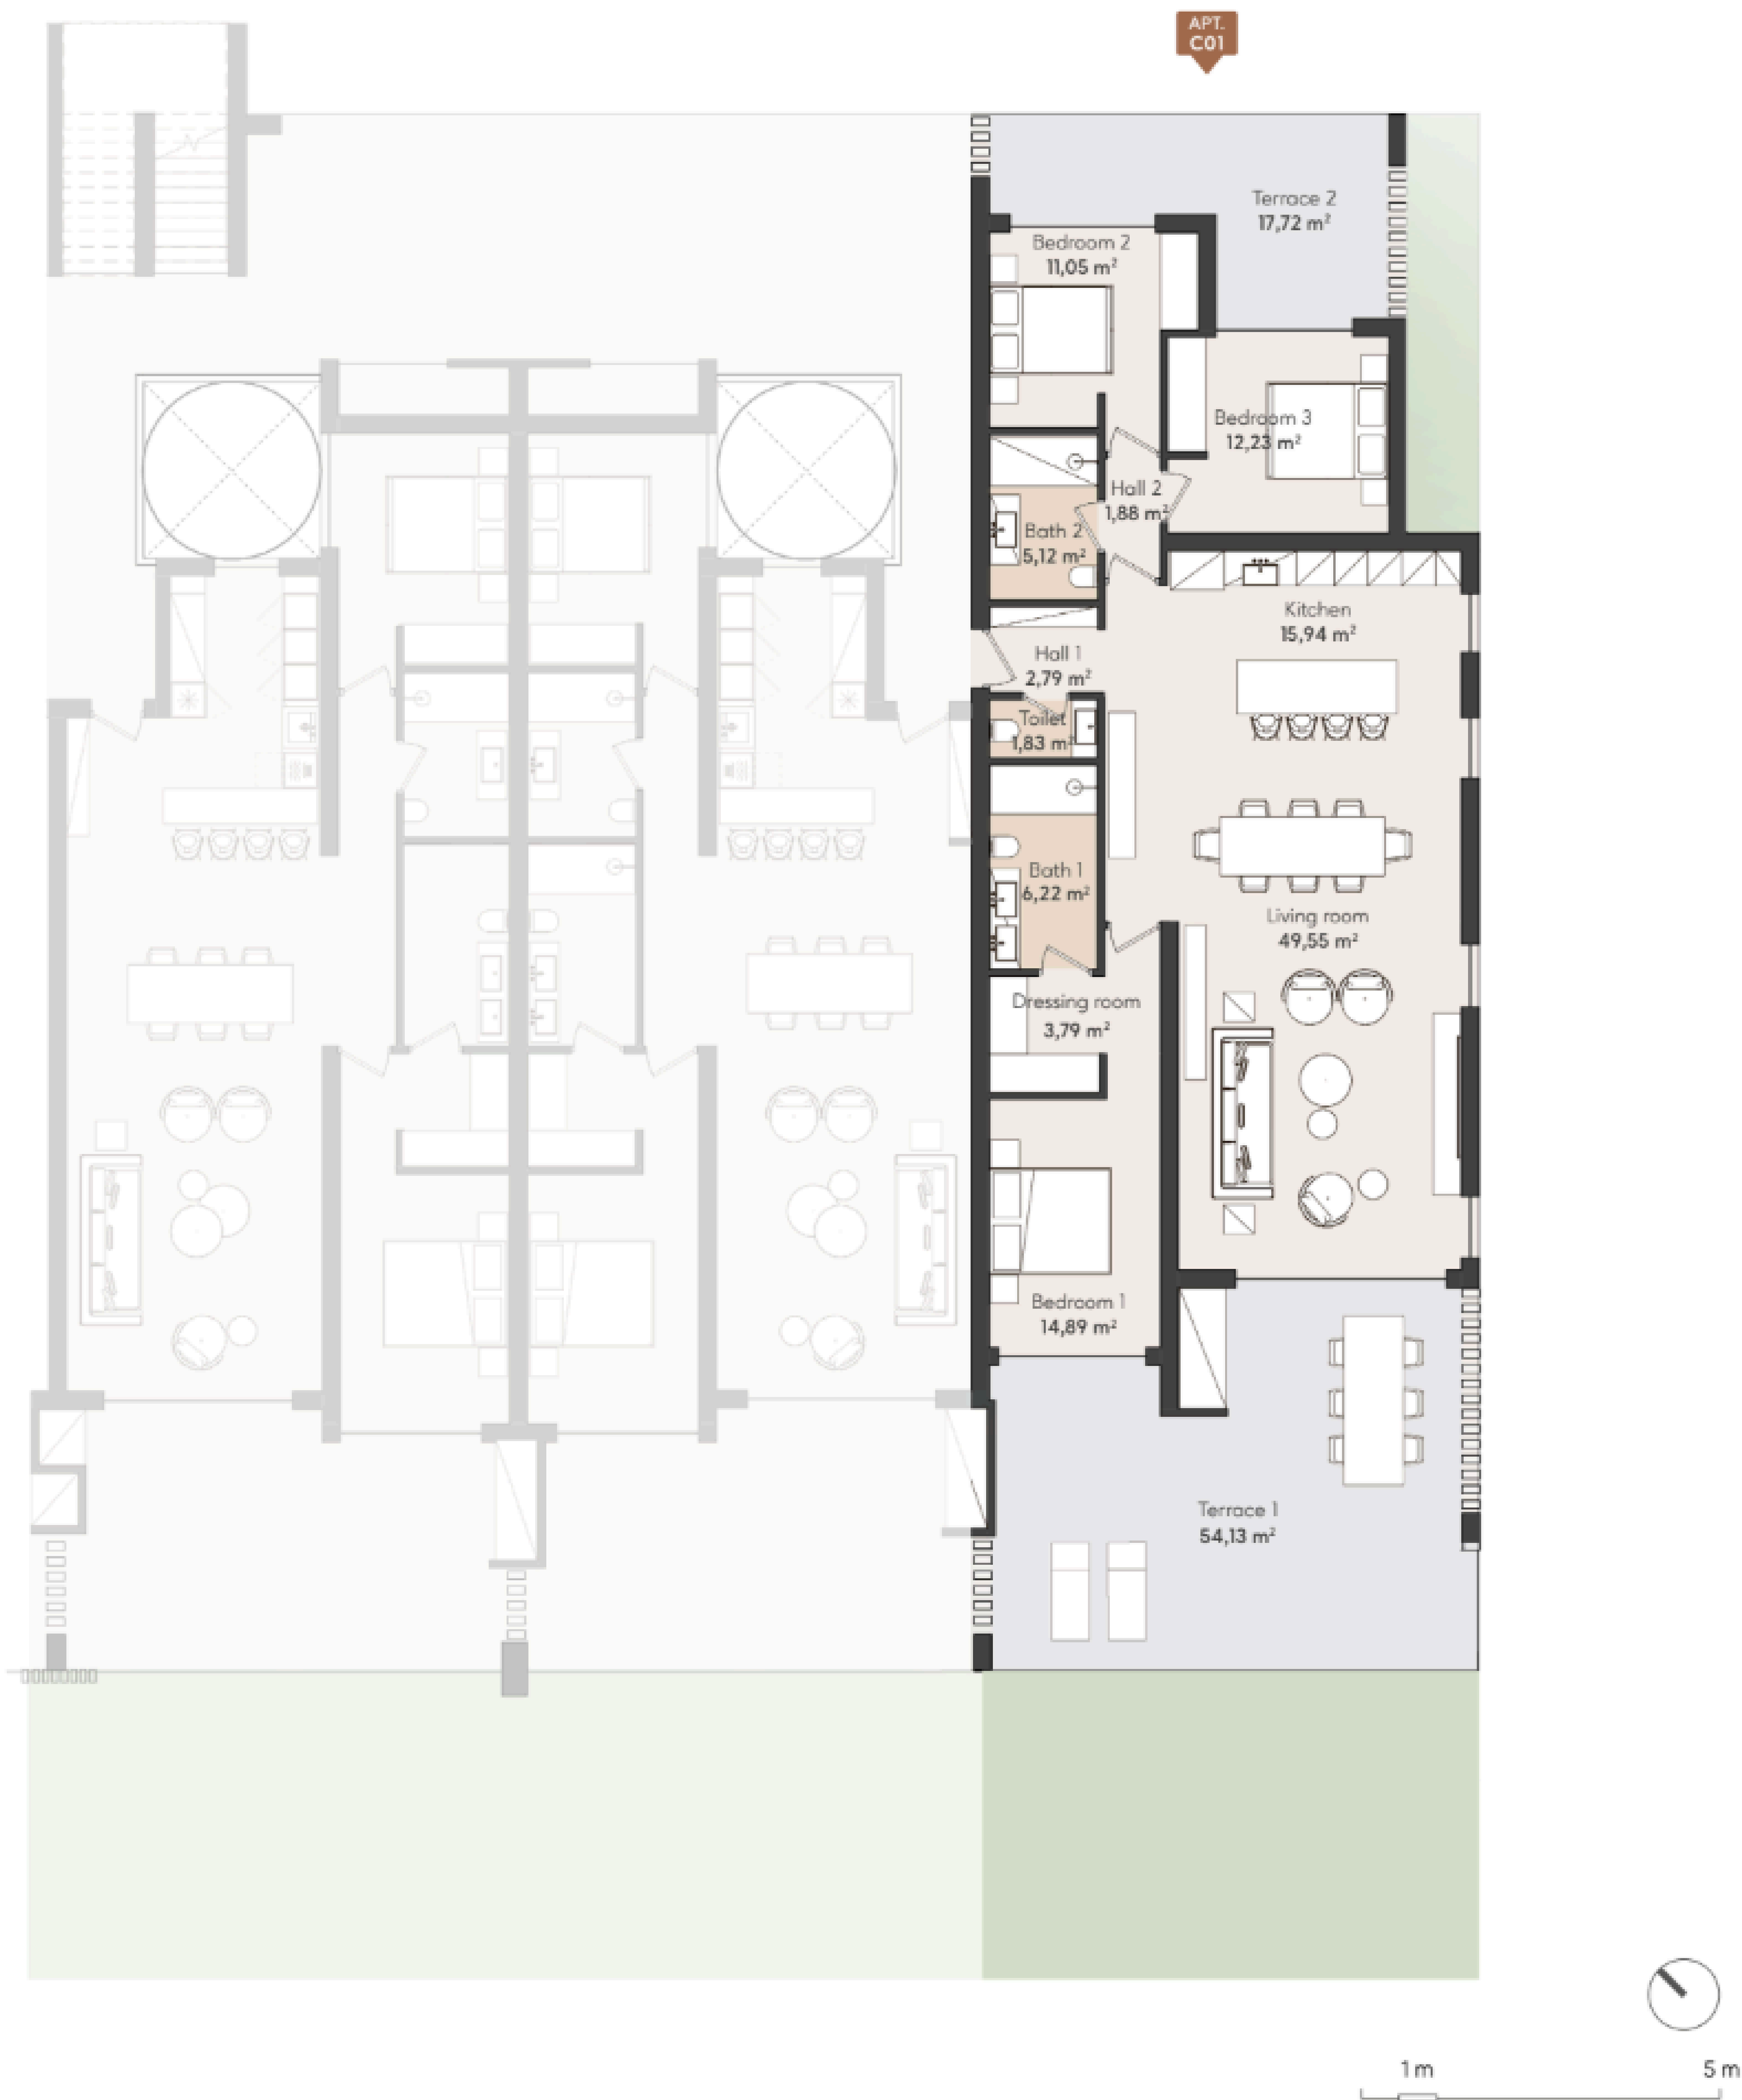 APT.
C01
Terrace 2
17,72 m²
Bedroom 2
11,05 m²
Bedroom 3
12,23 m²
Hall 2
1,88 m²
Bath 2
5,12 m²
Kitchen
15,94 m²
Hall 1
2,79 m²
Toilet
1,83 m²
Bath 1
6,22 m²
Living room
49,55 m²
Dressing room
3,79 m²
Bedroom 1
14,89 m²
Terrace 1
54,13 m²
1 m
5 m